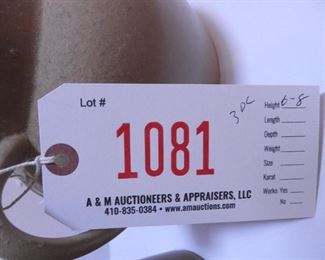 Lot #
3 pc
1081
Height 6-8
Length
Depth
Weight
Size
Karat
Works Yes
No
A & M AUCTIONEERS & APPRAISERS, LLC
410-835-0384 • www.amauctions.com